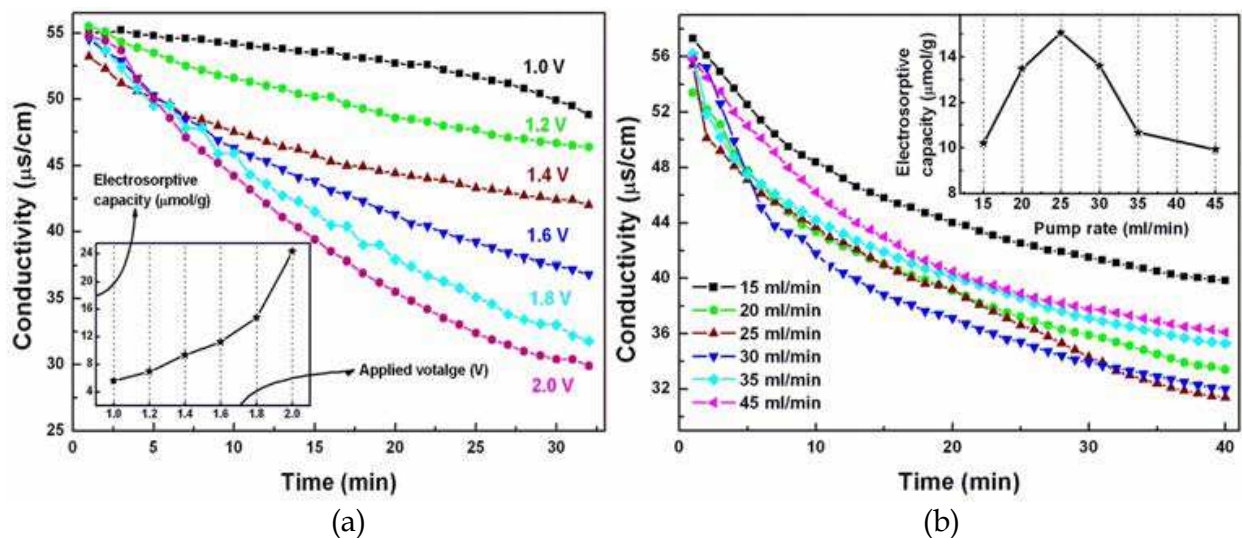 55
50
45
40
35
30
25
Conductivity (μs/cm)
1.0 V
1.2 V
1.4 V
1.6 V
1.8 V
2.0 V
Electrosorptive
capacity (μmol/g)
24
20
16
12
8
4
1.0 1.2 1.4 1.6 1.8 2.0
Applied votalge (V)
0 5 10 15 20 25 30
Time (min)
(a)
60
56
52
48
44
40
36
32
Conductivity (μs/cm)
Electrosorptive
capacity (μmol/g)
14
12
10
8
15 20 25 30 35 40 45
Pump rate (ml/min)
15 ml/min
20 ml/min
25 ml/min
30 ml/min
35 ml/min
45 ml/min
0 10 20 30 40
Time (min)
(b)